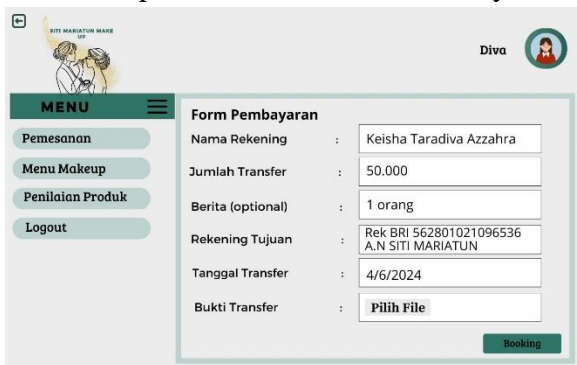 SITI MARIATUN MAKE
UP
Diva
MENU
Pemesanan
Menu Makeup
Penilaian Produk
Logout
Form Pembayaran
Nama Rekening : Keisha Taradiva Azzahra
Jumlah Transfer : 50.000
Berita (optional) : 1 orang
Rekening Tujuan : Rek BRI 562801021096536
A.N SITI MARIATUN
Tanggal Transfer : 4/6/2024
Bukti Transfer : Pilih File
Booking